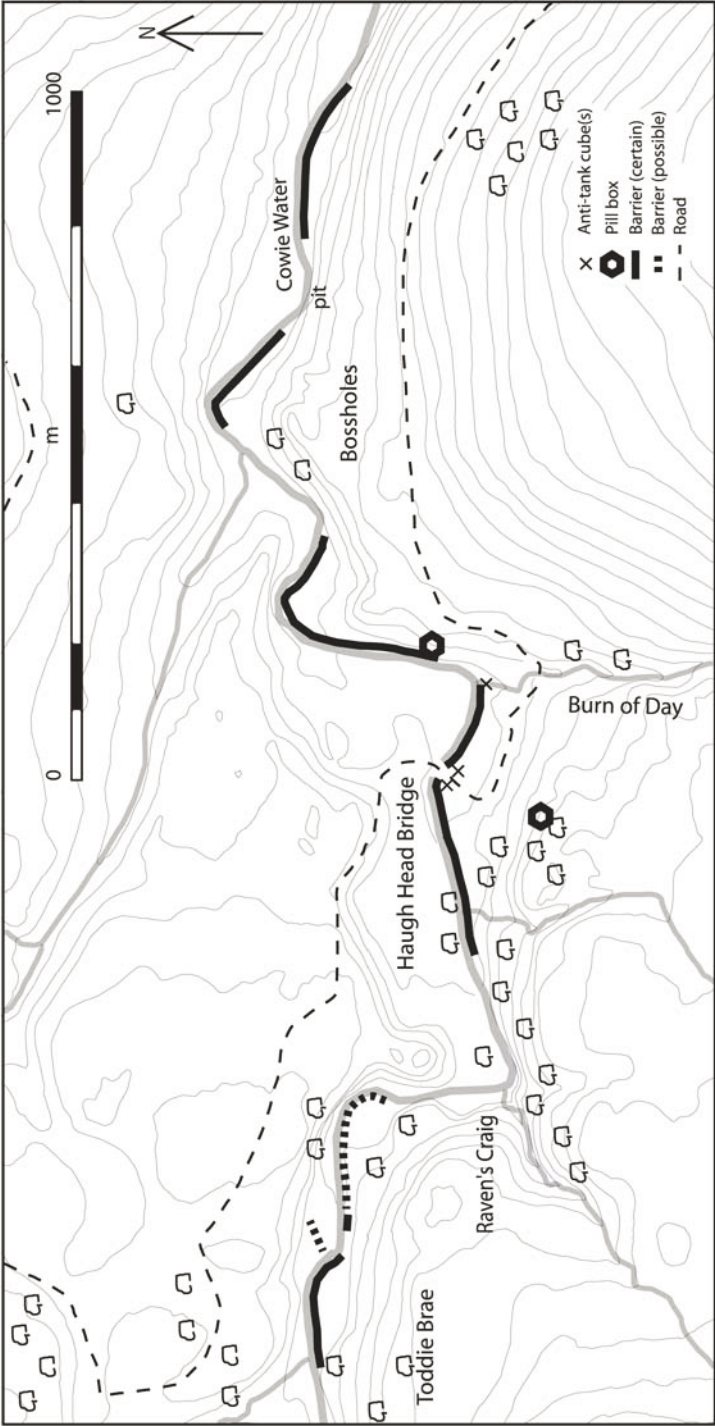 N
0
m
1000
Cowie Water
pit
Bossholes
Haugh Head Bridge
Burn of Day
Raven's Craig
Toddie Brae
Anti-tank cube(s)
Pill box
Barrier (certain)
Barrier (possible)
Road